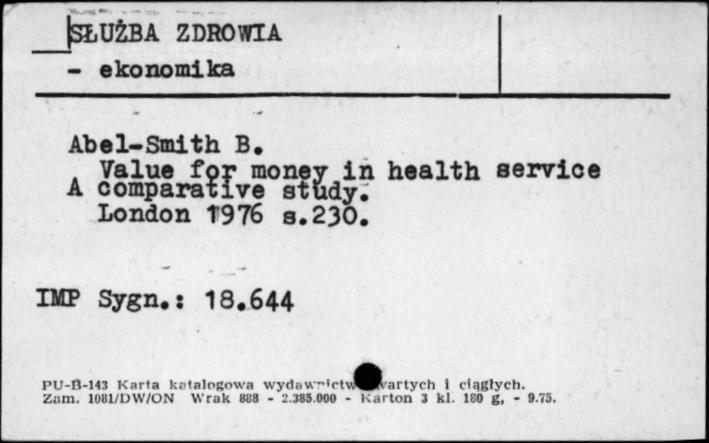 SŁUŻBA ZDROWIA
- ekonomika
Abel-Smith B.
Value for money in health service
A comparative study.
London 1976 s.230.
IMP Sygn.: 18.644
PU-B-143 Karta katalogowa i ciągłych.
Zam. 1081/DW/ON Wrak 888 - 2.385.000 - Karton 3 kl. 180 g, - 9.75.